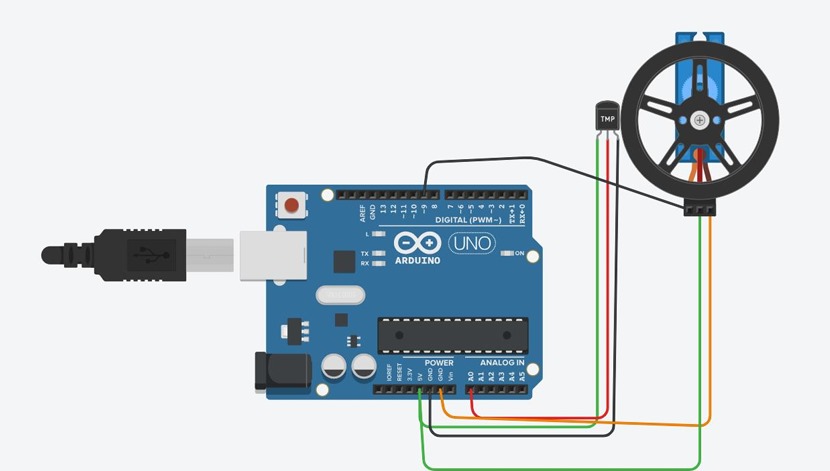 TMP
AREF
GND
13
12
~11
~10
~9
8
7
~6
~5
4
~3
2
TX→1
RX←0
DIGITAL (PWM~)
L
TX
RX
UNO
ON
ARDUINO
POWER
ANALOG IN
IOREF
RESET
3.3V
5V
GND
GND
Vin
A0
A1
A2
A3
A4
A5